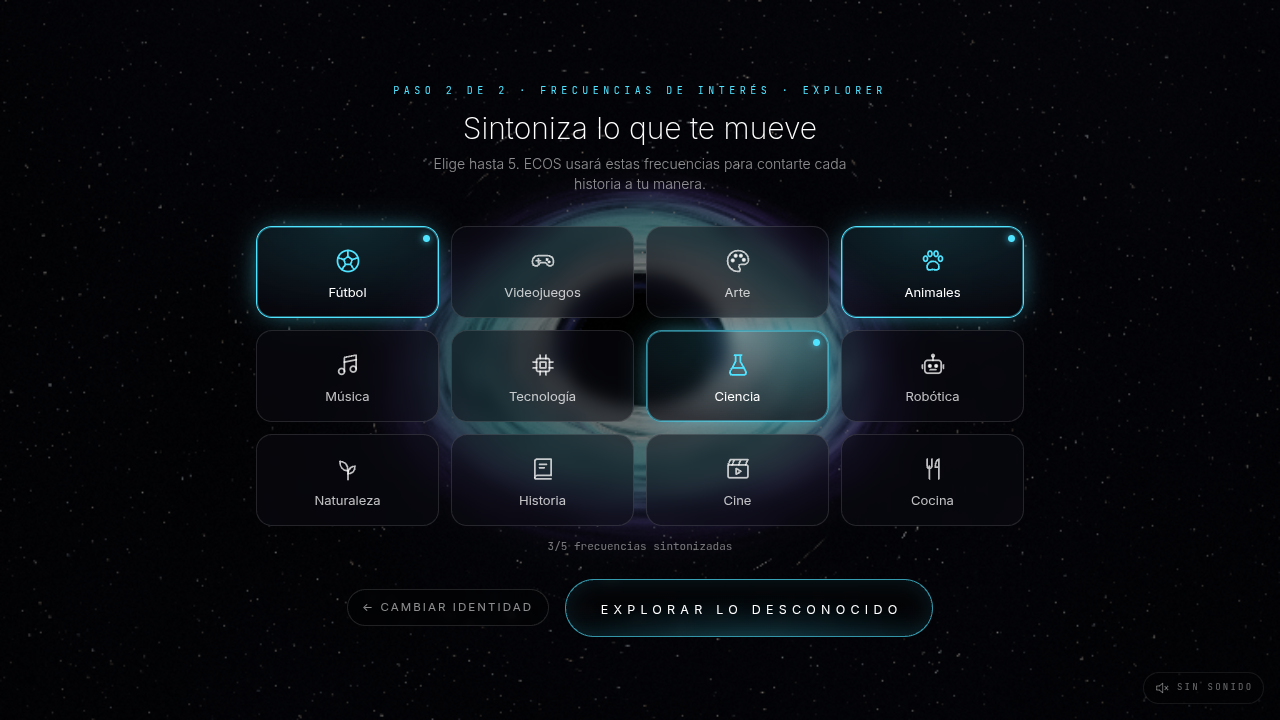 PASO 2 DE 2 · FRECUENCIAS DE INTERÉS · EXPLORER
Sintoniza lo que te mueve
Elige hasta 5. ECOS usará estas frecuencias para contarte cada
historia a tu manera.
Fútbol
Videojuegos
Arte
Animales
Música
Tecnología
Ciencia
Robótica
Naturaleza
Historia
Cine
Cocina
3/5 frecuencias sintonizadas
← CAMBIAR IDENTIDAD
EXPLORAR LO DESCONOCIDO
SIN SONIDO